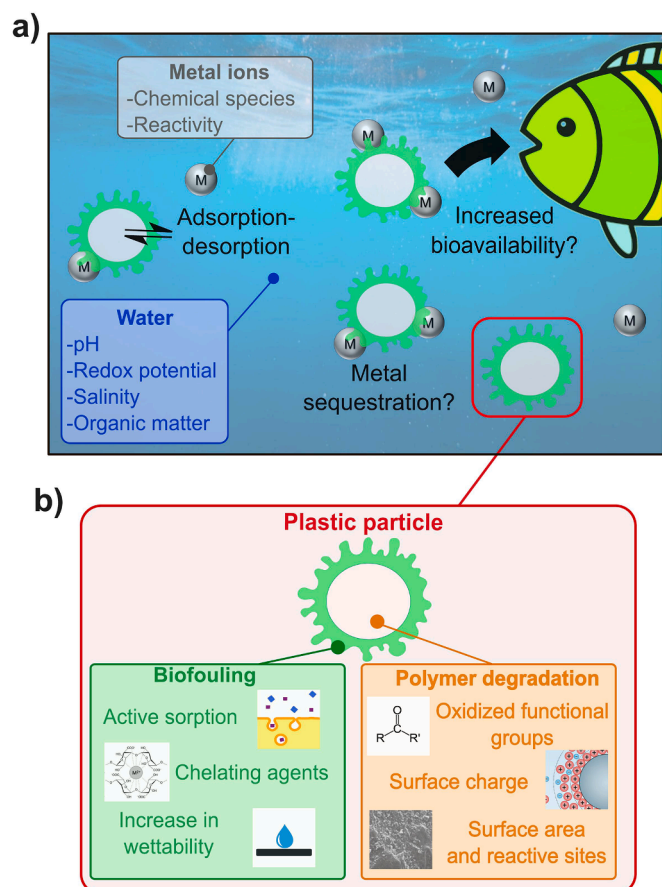 a)
Metal ions
-Chemical species
-Reactivity
M
M
M
M
Adsorption-
desorption
M
Increased
bioavailability?
Water
-pH
-Redox potential
-Salinity
-Organic matter
M
M
M
Metal
sequestration?
b)
Plastic particle
Biofouling
Active sorption
Chelating agents
Increase in
wettability
Polymer degradation
O
C
R
R'
Oxidized functional
groups
Surface charge
Surface area
and reactive sites